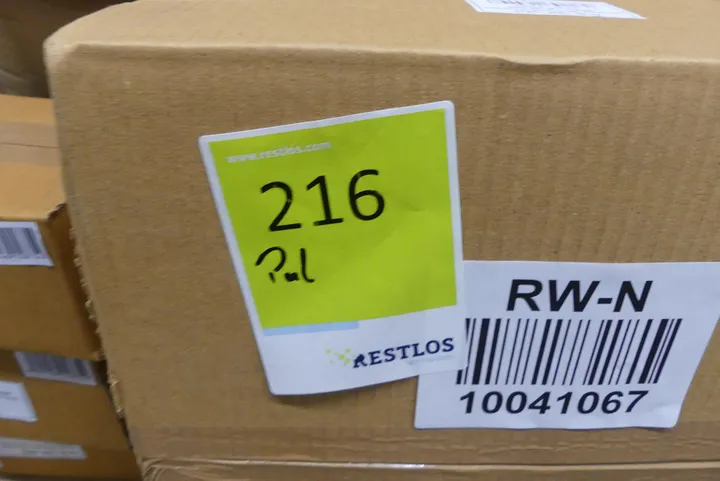 www.restlos.com
216
Pal
RESTLOS
RW-N
10041067